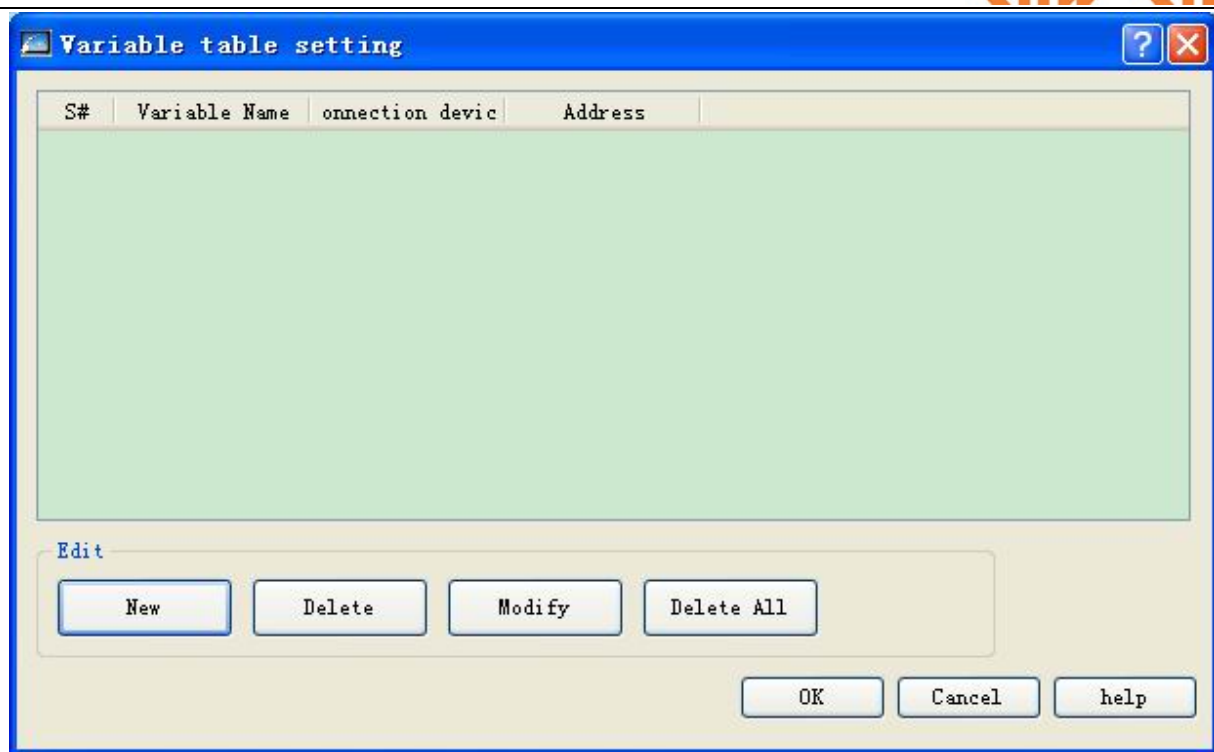 Variable table setting
S# Variable Name onnection devic Address
Edit
New Delete Modify Delete All
OK Cancel help